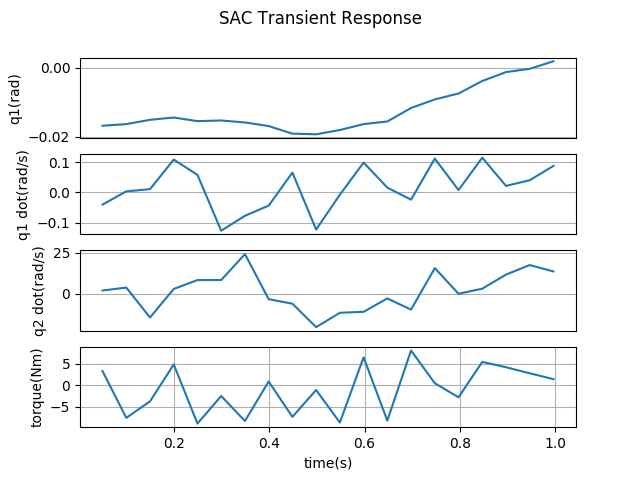 SAC Transient Response
q1(rad)
0.00
−0.02
q1 dot(rad/s)
0.1
0.0
−0.1
q2 dot(rad/s)
25
0
torque(Nm)
5
0
−5
0.2 0.4 0.6 0.8 1.0
time(s)